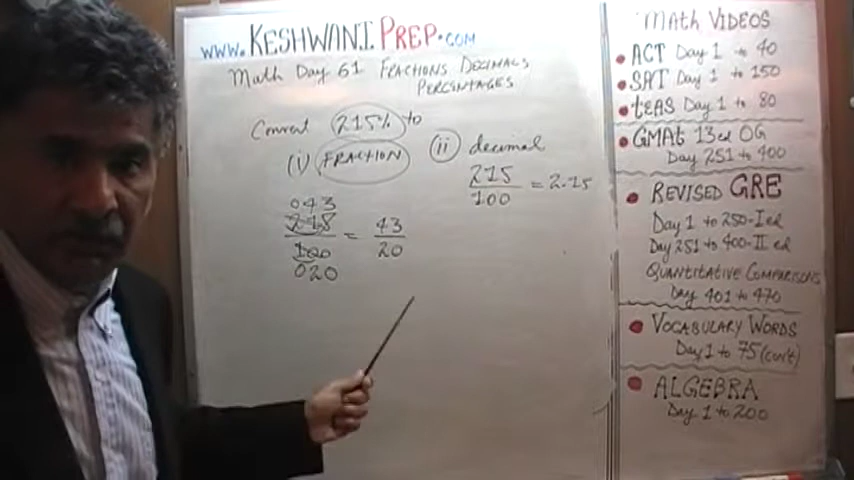 www.KESHWANIPREP.COM
Math Day 61 FRACTIONS DECIMALS
PERCENTAGES
Convert 215% to
(i) FRACTION
043
215
100
020
= 43
20
(ii) decimal
215
100
= 2.15
Math VIDEOS
ACT Day 1 to 40
SAT Day 1 to 150
tEAS Day 1 to 80
GMAt 13 ed OG
Day 251 to 400
REVISED GRE
Day 1 to 250-I ed
Day 251 to 400-II ed
QUANTITATIVE COMPARISONS
Day 401 to 470
VOCABULARY WORDS
Day 1 to 75 (con't)
ALGEBRA
Day 1 to 200